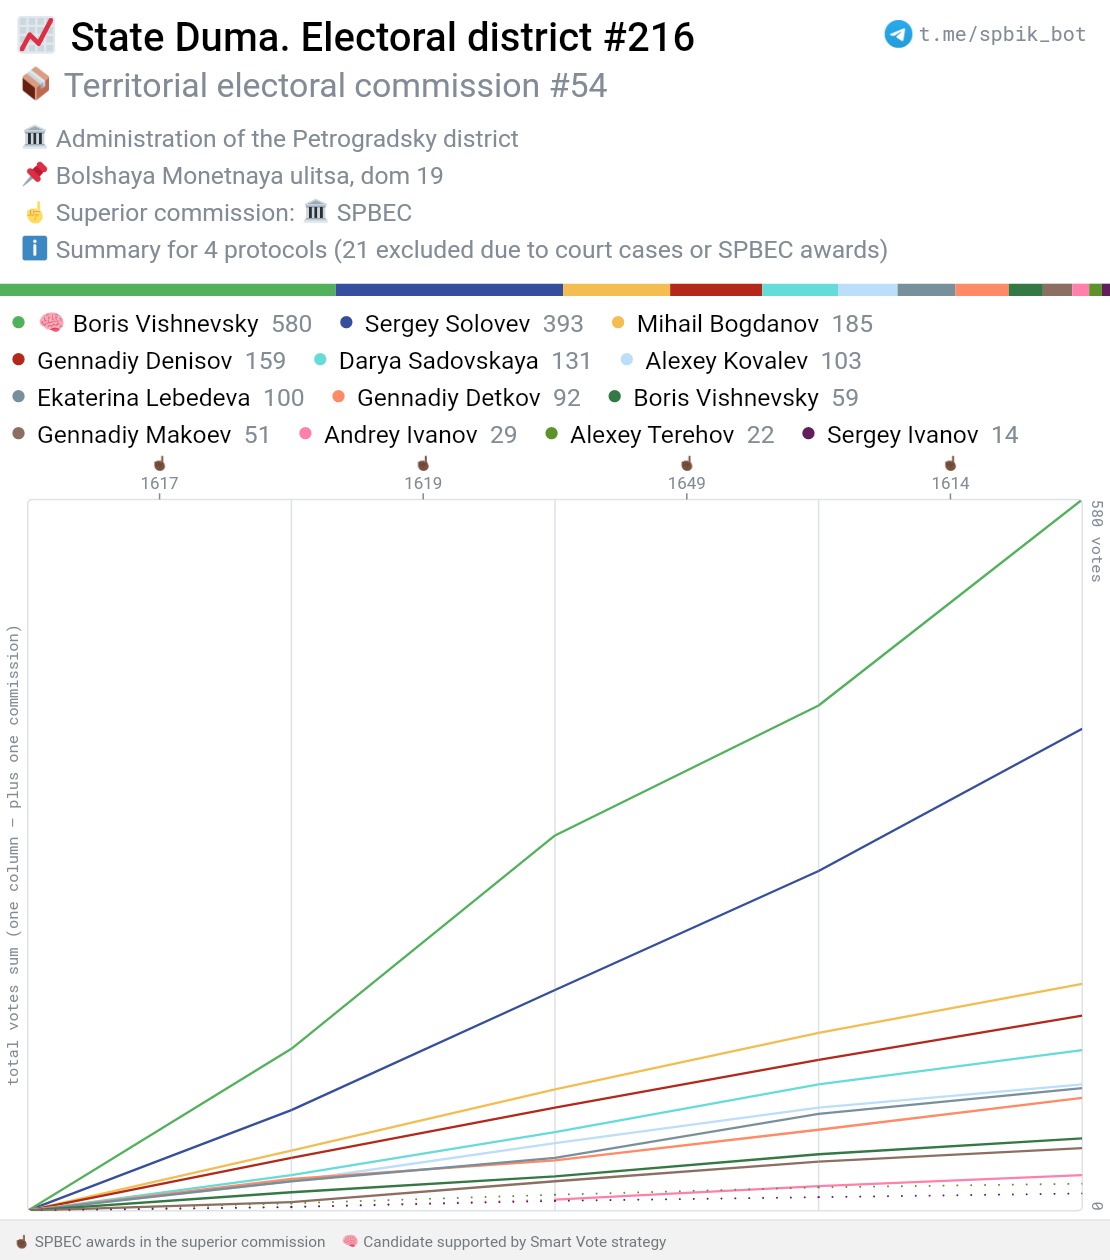 State Duma. Electoral district #216
t.me/spbik_bot
Territorial electoral commission #54
Administration of the Petrogradsky district
Bolshaya Monetnaya ulitsa, dom 19
Superior commission: SPBEC
Summary for 4 protocols (21 excluded due to court cases or SPBEC awards)
Boris Vishnevsky 580 Sergey Solovev 393 Mihail Bogdanov 185
Gennadiy Denisov 159 Darya Sadovskaya 131 Alexey Kovalev 103
Ekaterina Lebedeva 100 Gennadiy Detkov 92 Boris Vishnevsky 59
Gennadiy Makoev 51 Andrey Ivanov 29 Alexey Terehov 22 Sergey Ivanov 14
1617 1619 1649 1614
580 votes
total votes sum (one column – plus one commission)
0
SPBEC awards in the superior commission Candidate supported by Smart Vote strategy